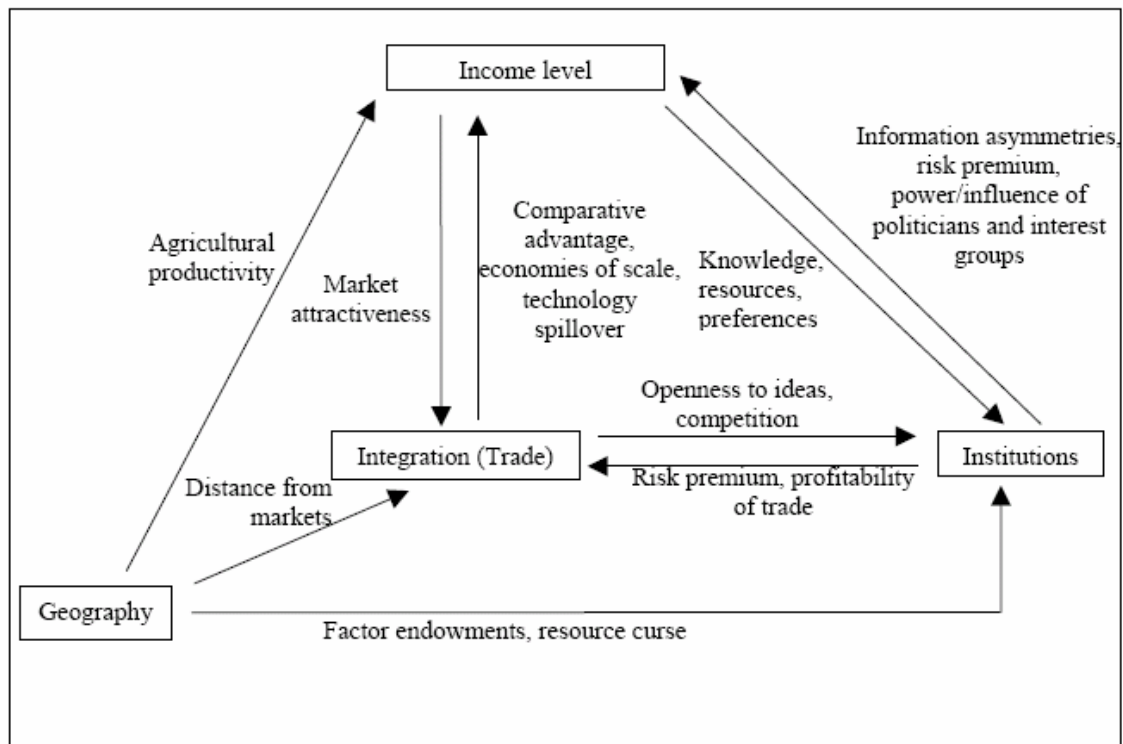 Income level
Information asymmetries,
risk premium,
power/influence of
politicians and interest
groups
Agricultural
productivity
Market
attractiveness
Comparative
advantage,
economies of scale,
technology
spillover
Knowledge,
resources,
preferences
Openness to ideas,
competition
Integration (Trade)
Institutions
Risk premium, profitability
of trade
Distance from
markets
Geography
Factor endowments, resource curse